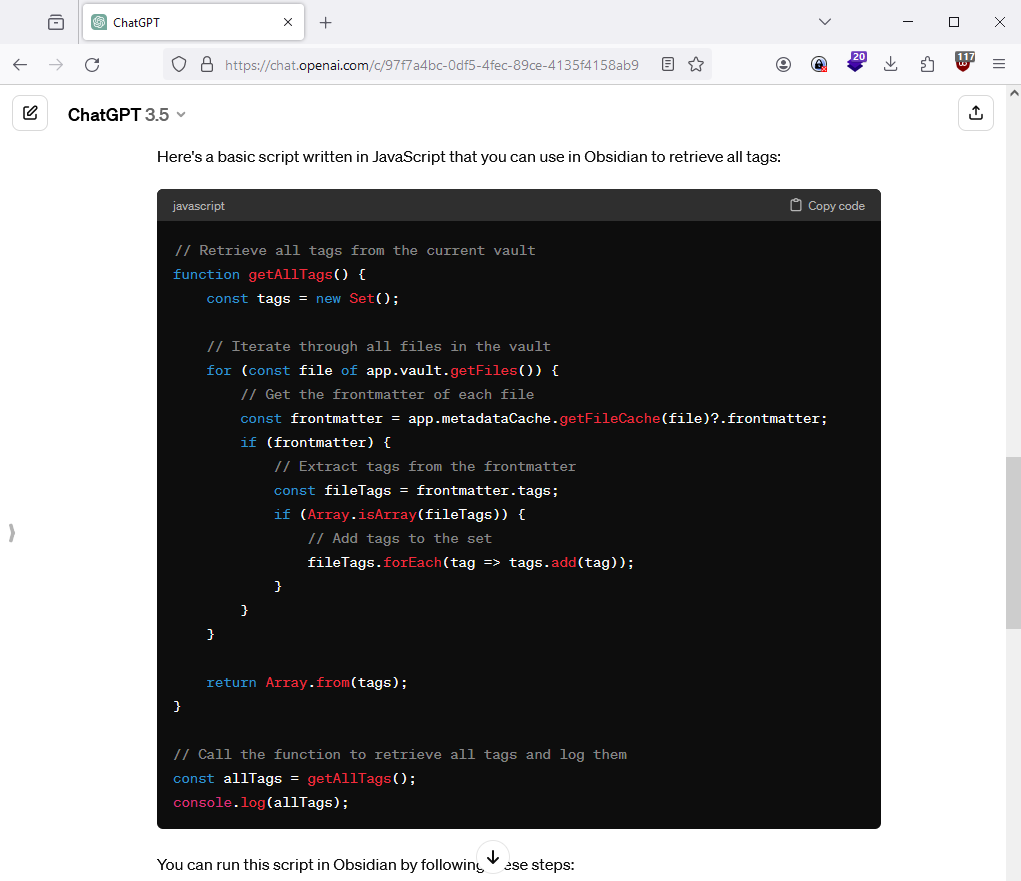 ChatGPT
https://chat.openai.com/c/97f7a4bc-0df5-4fec-89ce-4135f4158ab9
20
117
ChatGPT 3.5
Here's a basic script written in JavaScript that you can use in Obsidian to retrieve all tags:
javascript
Copy code
// Retrieve all tags from the current vault
function getAllTags() {
    const tags = new Set();
    // Iterate through all files in the vault
    for (const file of app.vault.getFiles()) {
        // Get the frontmatter of each file
        const frontmatter = app.metadataCache.getFileCache(file)?.frontmatter;
        if (frontmatter) {
            // Extract tags from the frontmatter
            const fileTags = frontmatter.tags;
            if (Array.isArray(fileTags)) {
                // Add tags to the set
                fileTags.forEach(tag => tags.add(tag));
            }
        }
    }
    return Array.from(tags);
}
// Call the function to retrieve all tags and log them
const allTags = getAllTags();
console.log(allTags);
You can run this script in Obsidian by following ese steps: